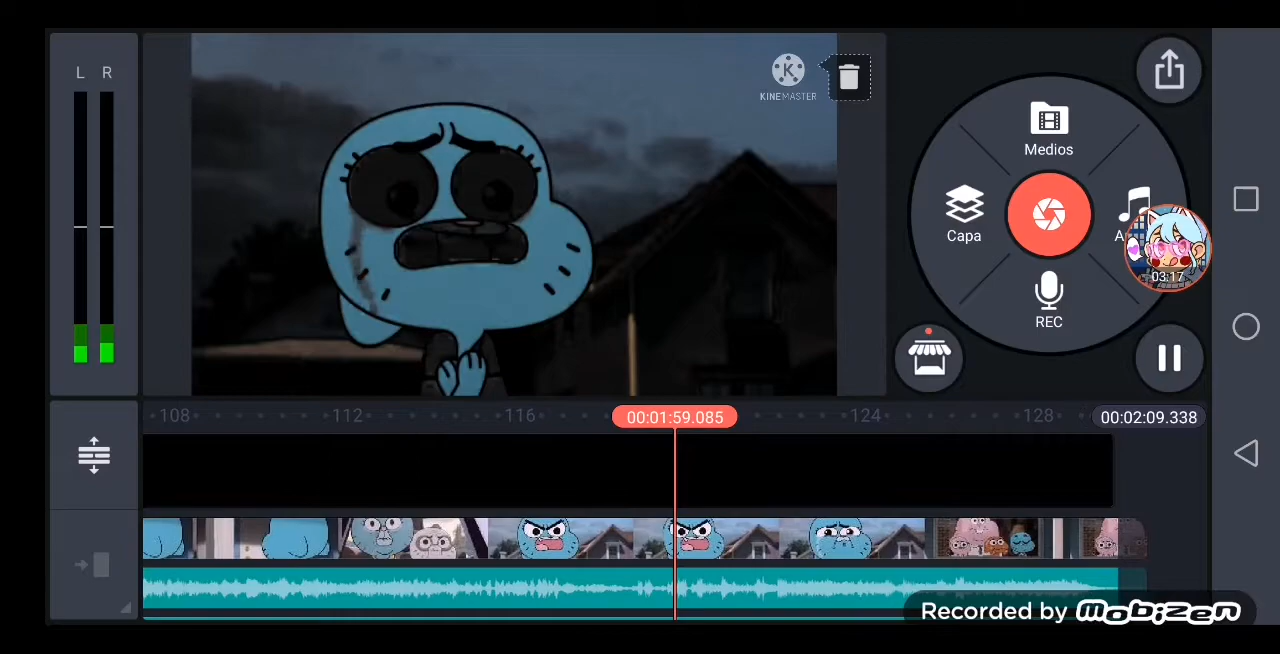 L R
KINEMASTER
Medios
Capa
A
03:17
REC
108
112
116
00:01:59.085
124
128
00:02:09.338
Recorded by mobizen